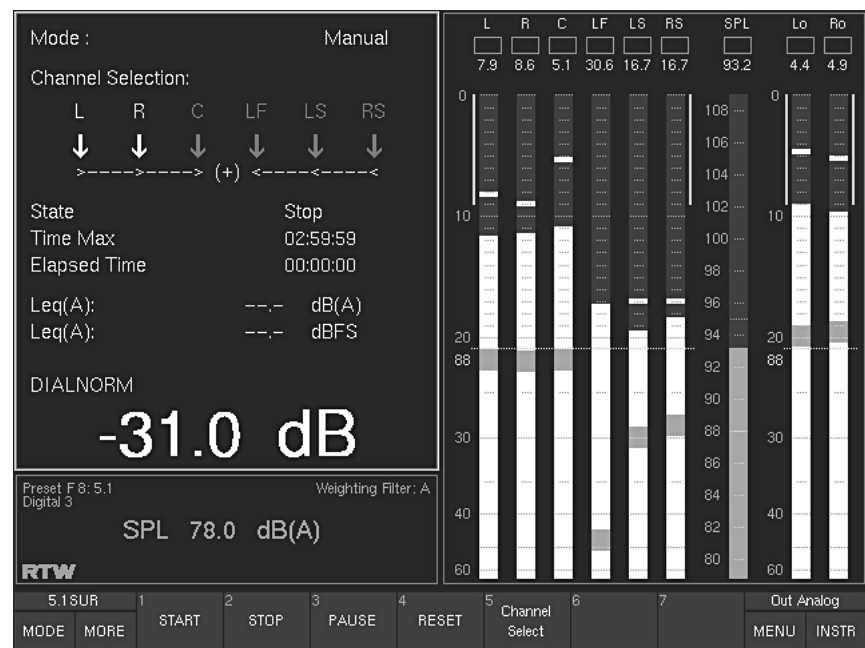 Mode : Manual
Channel Selection:
L R C LF LS RS
>----->-----> (+) <-----<-----<
State Stop
Time Max 02:59:59
Elapsed Time 00:00:00
Leq(A): --.- dB(A)
Leq(A): --.- dBFS
DIALNORM
-31.0 dB
Preset F 8: 5.1 Weighting Filter: A
Digital 3
SPL 78.0 dB(A)
RTW
L R C LF LS RS SPL Lo Ro
7.9 8.6 5.1 30.6 16.7 16.7 93.2 4.4 4.9
0 0
108
106
104
102
10 10
100
98
96
94
20 20
88 88
92
90
30 88 30
86
84
40 40
82
80
60 60
5.1SUR 1 2 3 4 5 6 7 Out Analog
MODE MORE START STOP PAUSE RESET Channel Select MENU INSTR